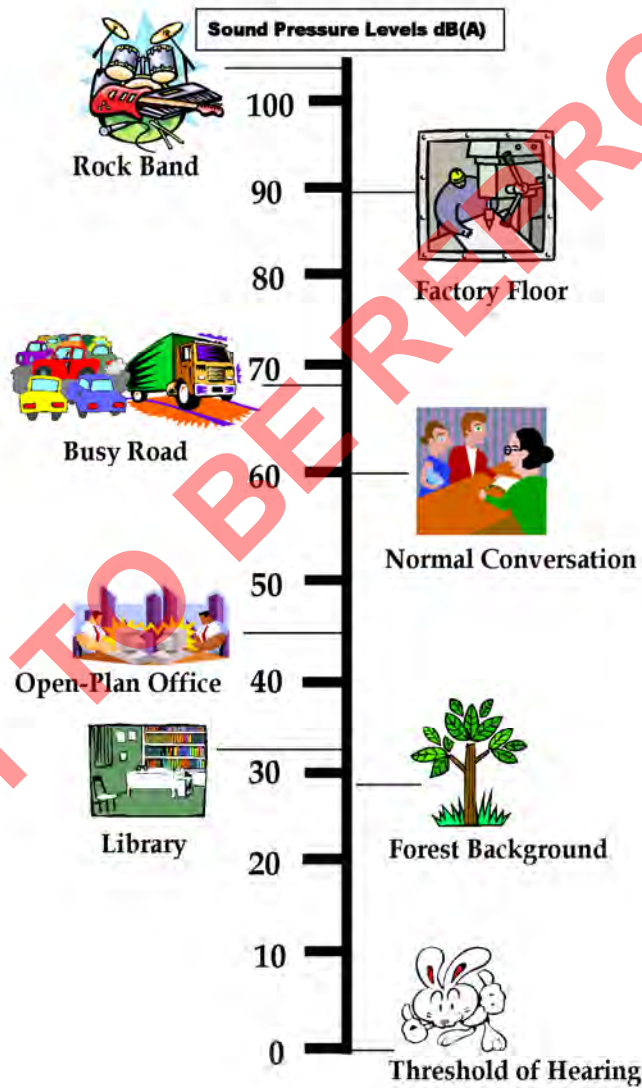 Sound Pressure Levels dB(A)
100
Rock Band
90
80
Factory Floor
70
Busy Road
60
Normal Conversation
50
Open-Plan Office
40
30
Library
Forest Background
20
10
0
Threshold of Hearing
TO BE REPRO